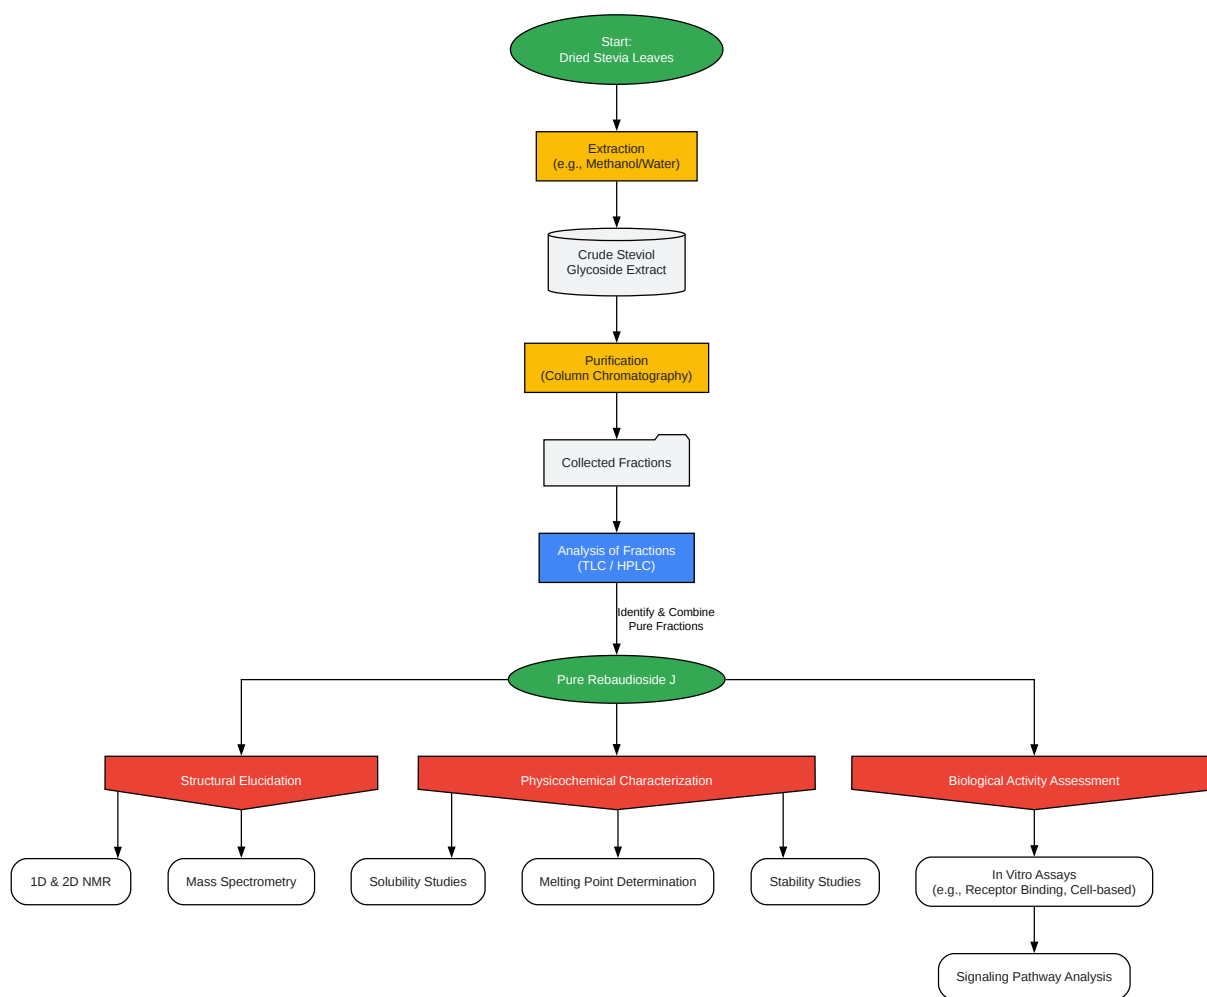 Start:
Dried Stevia Leaves
Extraction
(e.g., Methanol/Water)
Crude Steviol
Glycoside Extract
Purification
(Column Chromatography)
Collected Fractions
Analysis of Fractions
(TLC / HPLC)
Identify & Combine
Pure Fractions
Pure Rebaudioside J
Structural Elucidation
Physicochemical Characterization
Biological Activity Assessment
1D & 2D NMR
Mass Spectrometry
Solubility Studies
Melting Point Determination
Stability Studies
In Vitro Assays
(e.g., Receptor Binding, Cell-based)
Signaling Pathway Analysis